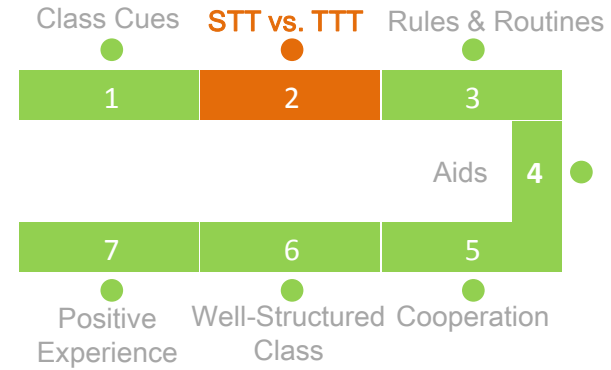 Class Cues STT vs. TTT Rules & Routines
1 2 3
Aids 4
7 6 5
Positive Well-Structured Cooperation
Experience Class